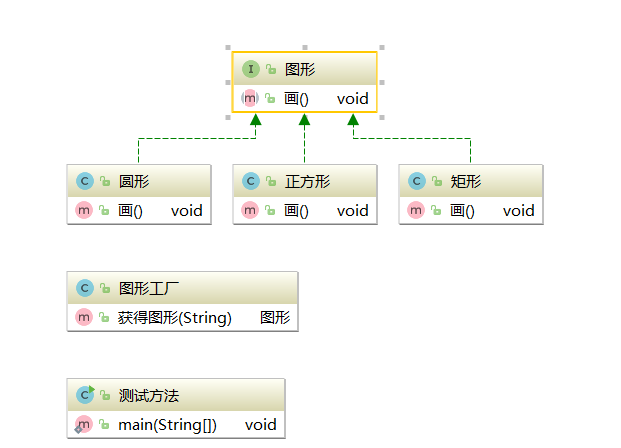 I 图形
m 画() void
C 圆形
m 画() void
C 正方形
m 画() void
C 矩形
m 画() void
C 图形工厂
m 获得图形(String) 图形
C 测试方法
m main(String[]) void